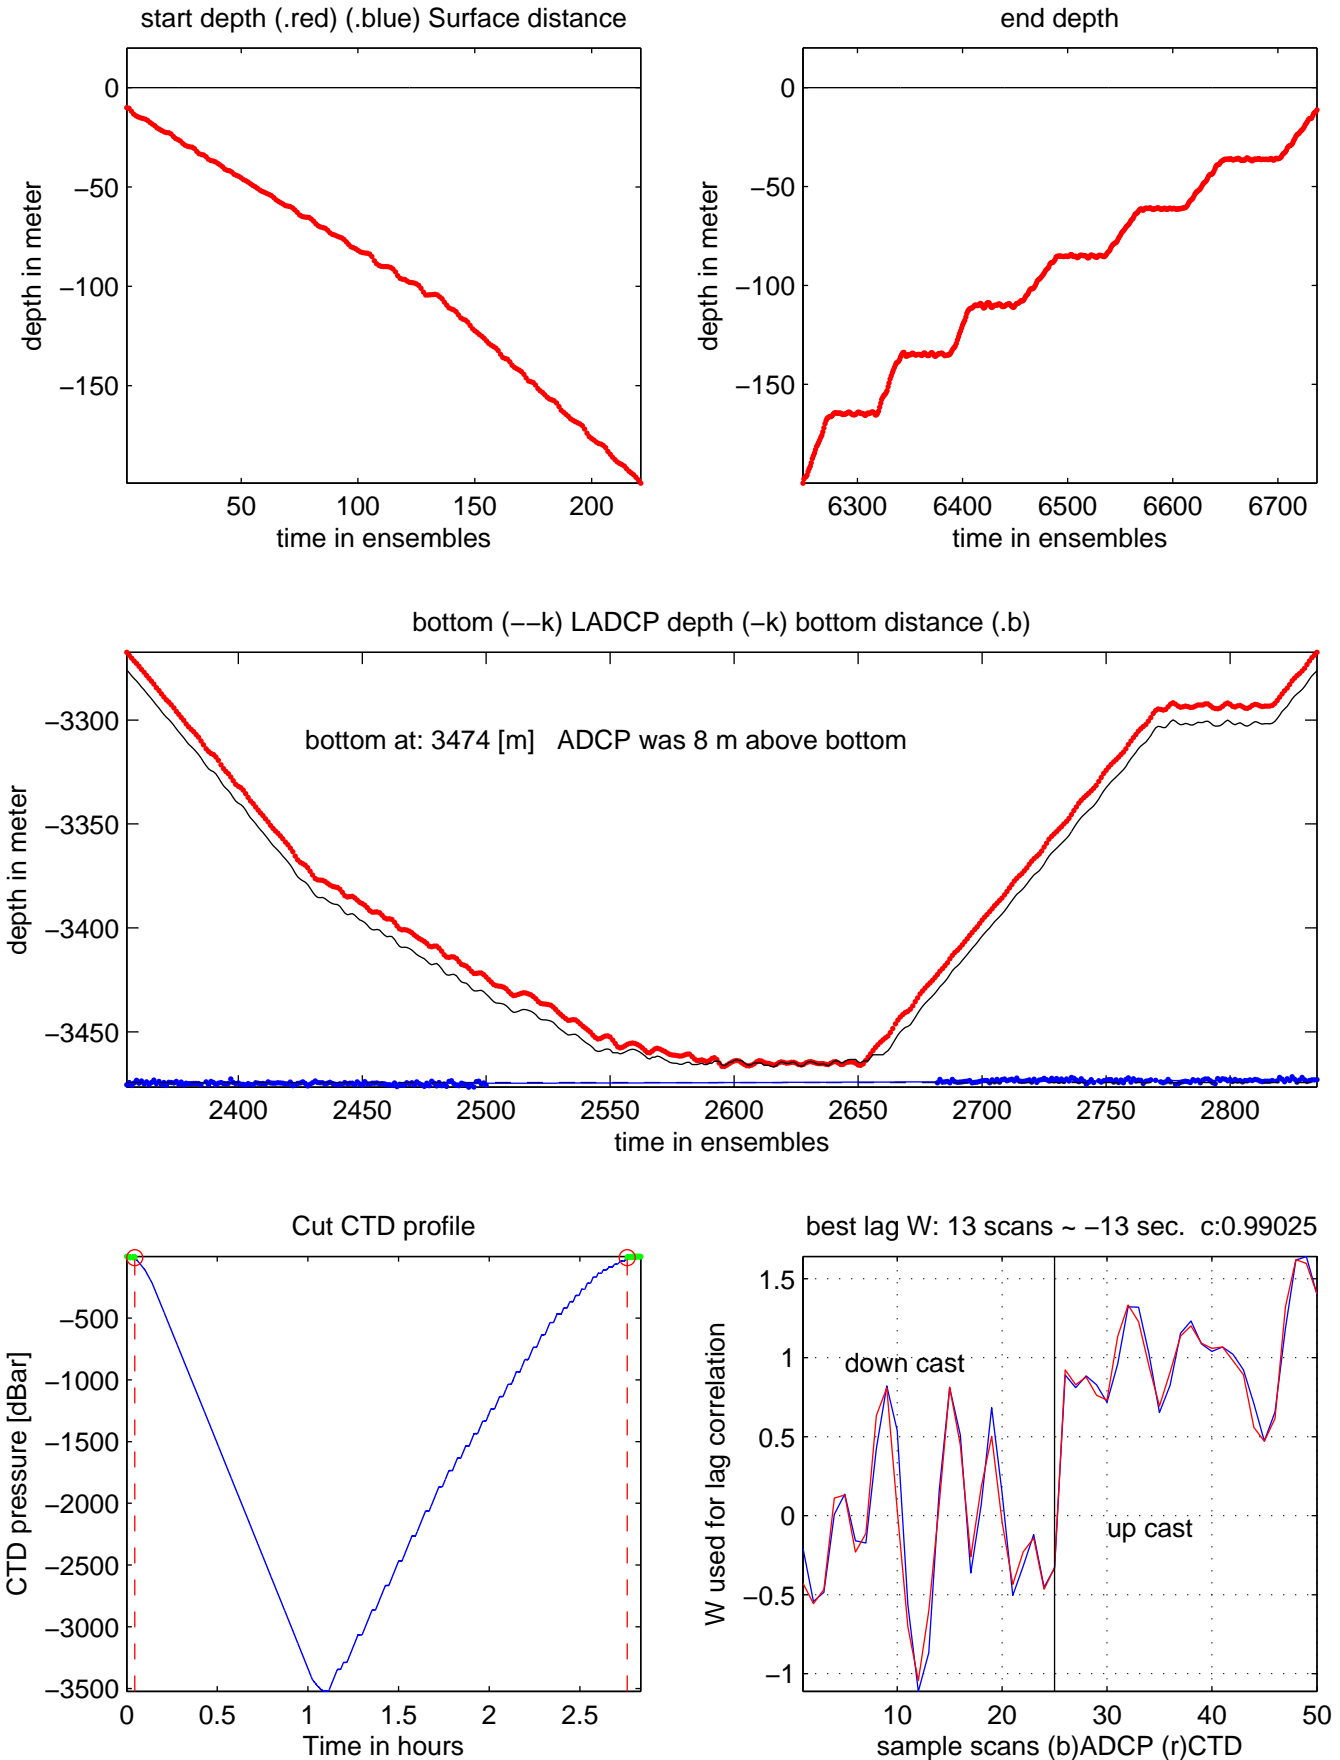 start depth (.red) (.blue) Surface distance
0
−50
−100
−150
depth in meter
50 100 150 200
time in ensembles
end depth
0
−50
−100
−150
depth in meter
6300 6400 6500 6600 6700
time in ensembles
bottom (−−k) LADCP depth (−k) bottom distance (.b)
−3300
−3350
−3400
−3450
depth in meter
bottom at: 3474 [m]   ADCP was 8 m above bottom
2400 2450 2500 2550 2600 2650 2700 2750 2800
time in ensembles
Cut CTD profile
−500
−1000
−1500
−2000
−2500
−3000
−3500
CTD pressure [dBar]
0 0.5 1 1.5 2 2.5
Time in hours
best lag W: 13 scans ~ −13 sec.  c:0.99025
1.5
1
0.5
0
−0.5
−1
W used for lag correlation
down cast
up cast
10 20 30 40 50
sample scans (b)ADCP (r)CTD